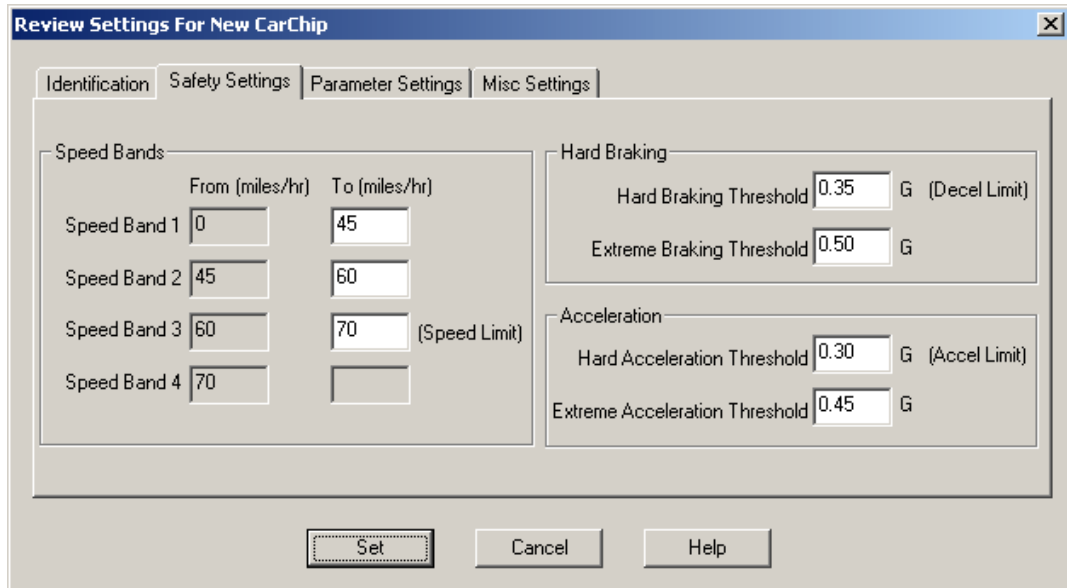 Review Settings For New CarChip
Identification Safety Settings Parameter Settings Misc Settings
Speed Bands
From (miles/hr) To (miles/hr)
Speed Band 1 0 45
Speed Band 2 45 60
Speed Band 3 60 70 (Speed Limit)
Speed Band 4 70
Hard Braking
Hard Braking Threshold 0.35 G (Decel Limit)
Extreme Braking Threshold 0.50 G
Acceleration
Hard Acceleration Threshold 0.30 G (Accel Limit)
Extreme Acceleration Threshold 0.45 G
Set Cancel Help